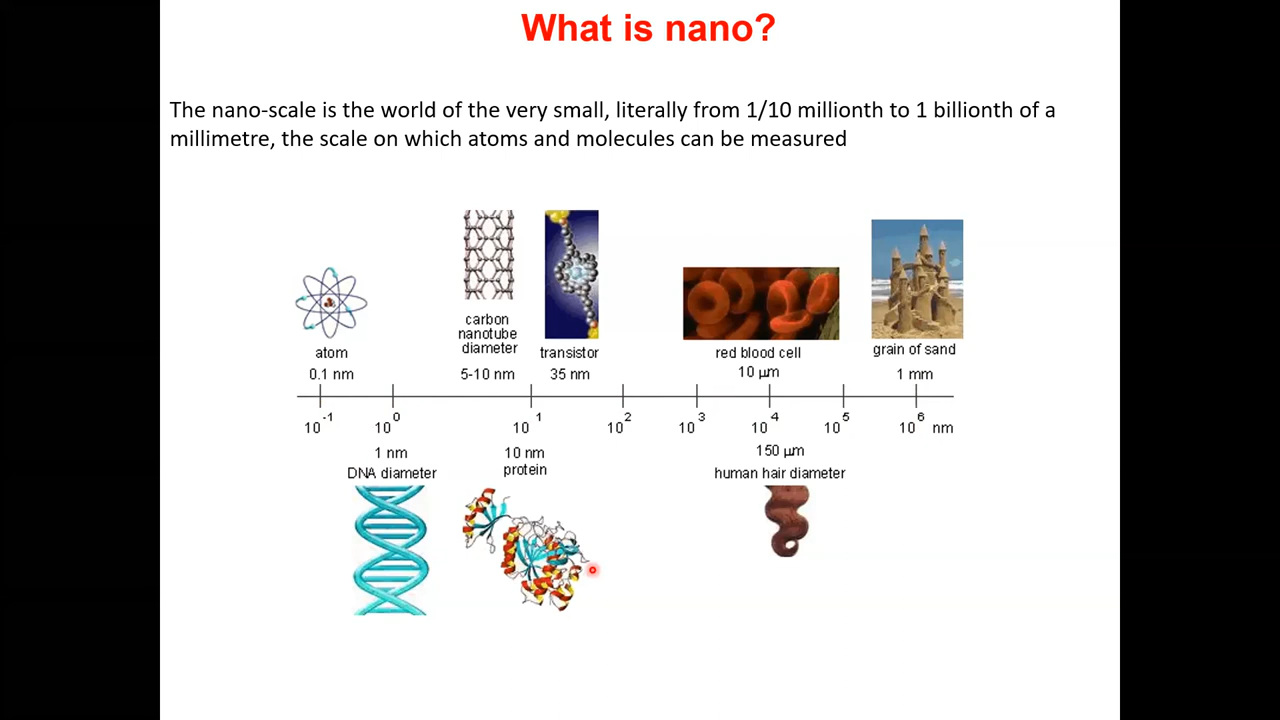 What is nano?
The nano-scale is the world of the very small, literally from 1/10 millionth to 1 billionth of a
millimetre, the scale on which atoms and molecules can be measured
carbon
nanotube
diameter
atom
transistor
red blood cell
grain of sand
0.1 nm
5-10 nm
35 nm
10 µm
1 mm
10⁻¹ 10⁰ 10¹ 10² 10³ 10⁴ 10⁵ 10⁶ nm
1 nm
DNA diameter
10 nm
protein
150 µm
human hair diameter